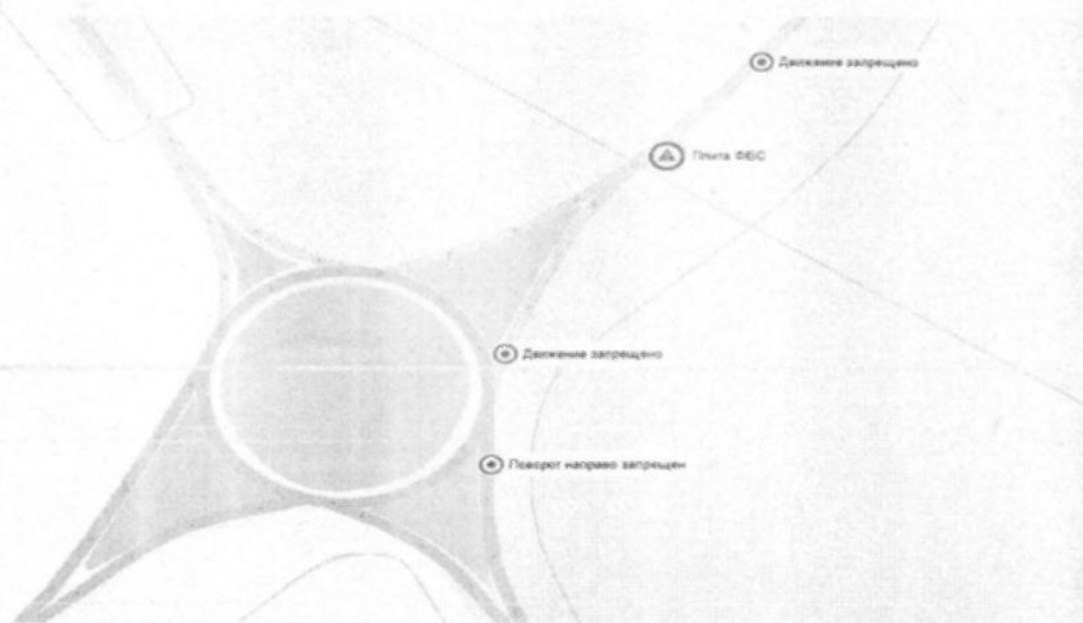 Движение запрещено
Плита ФБС
Движение запрещено
Поворот направо запрещен